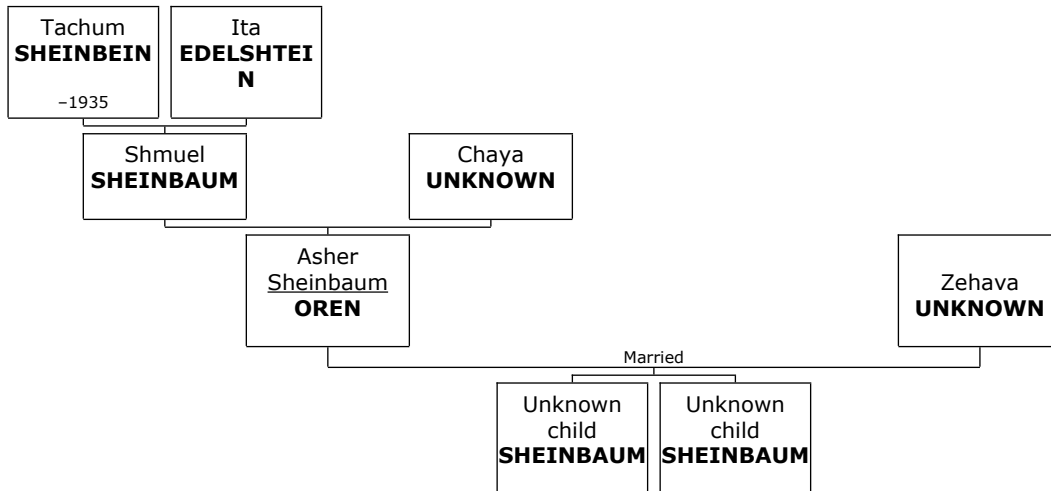 Tachum
SHEINBEIN
–1935
Ita
EDELSHTEI
N
Shmuel
SHEINBAUM
Chaya
UNKNOWN
Asher
Sheinbaum
OREN
Zehava
UNKNOWN
Married
Unknown
child
SHEINBAUM
Unknown
child
SHEINBAUM